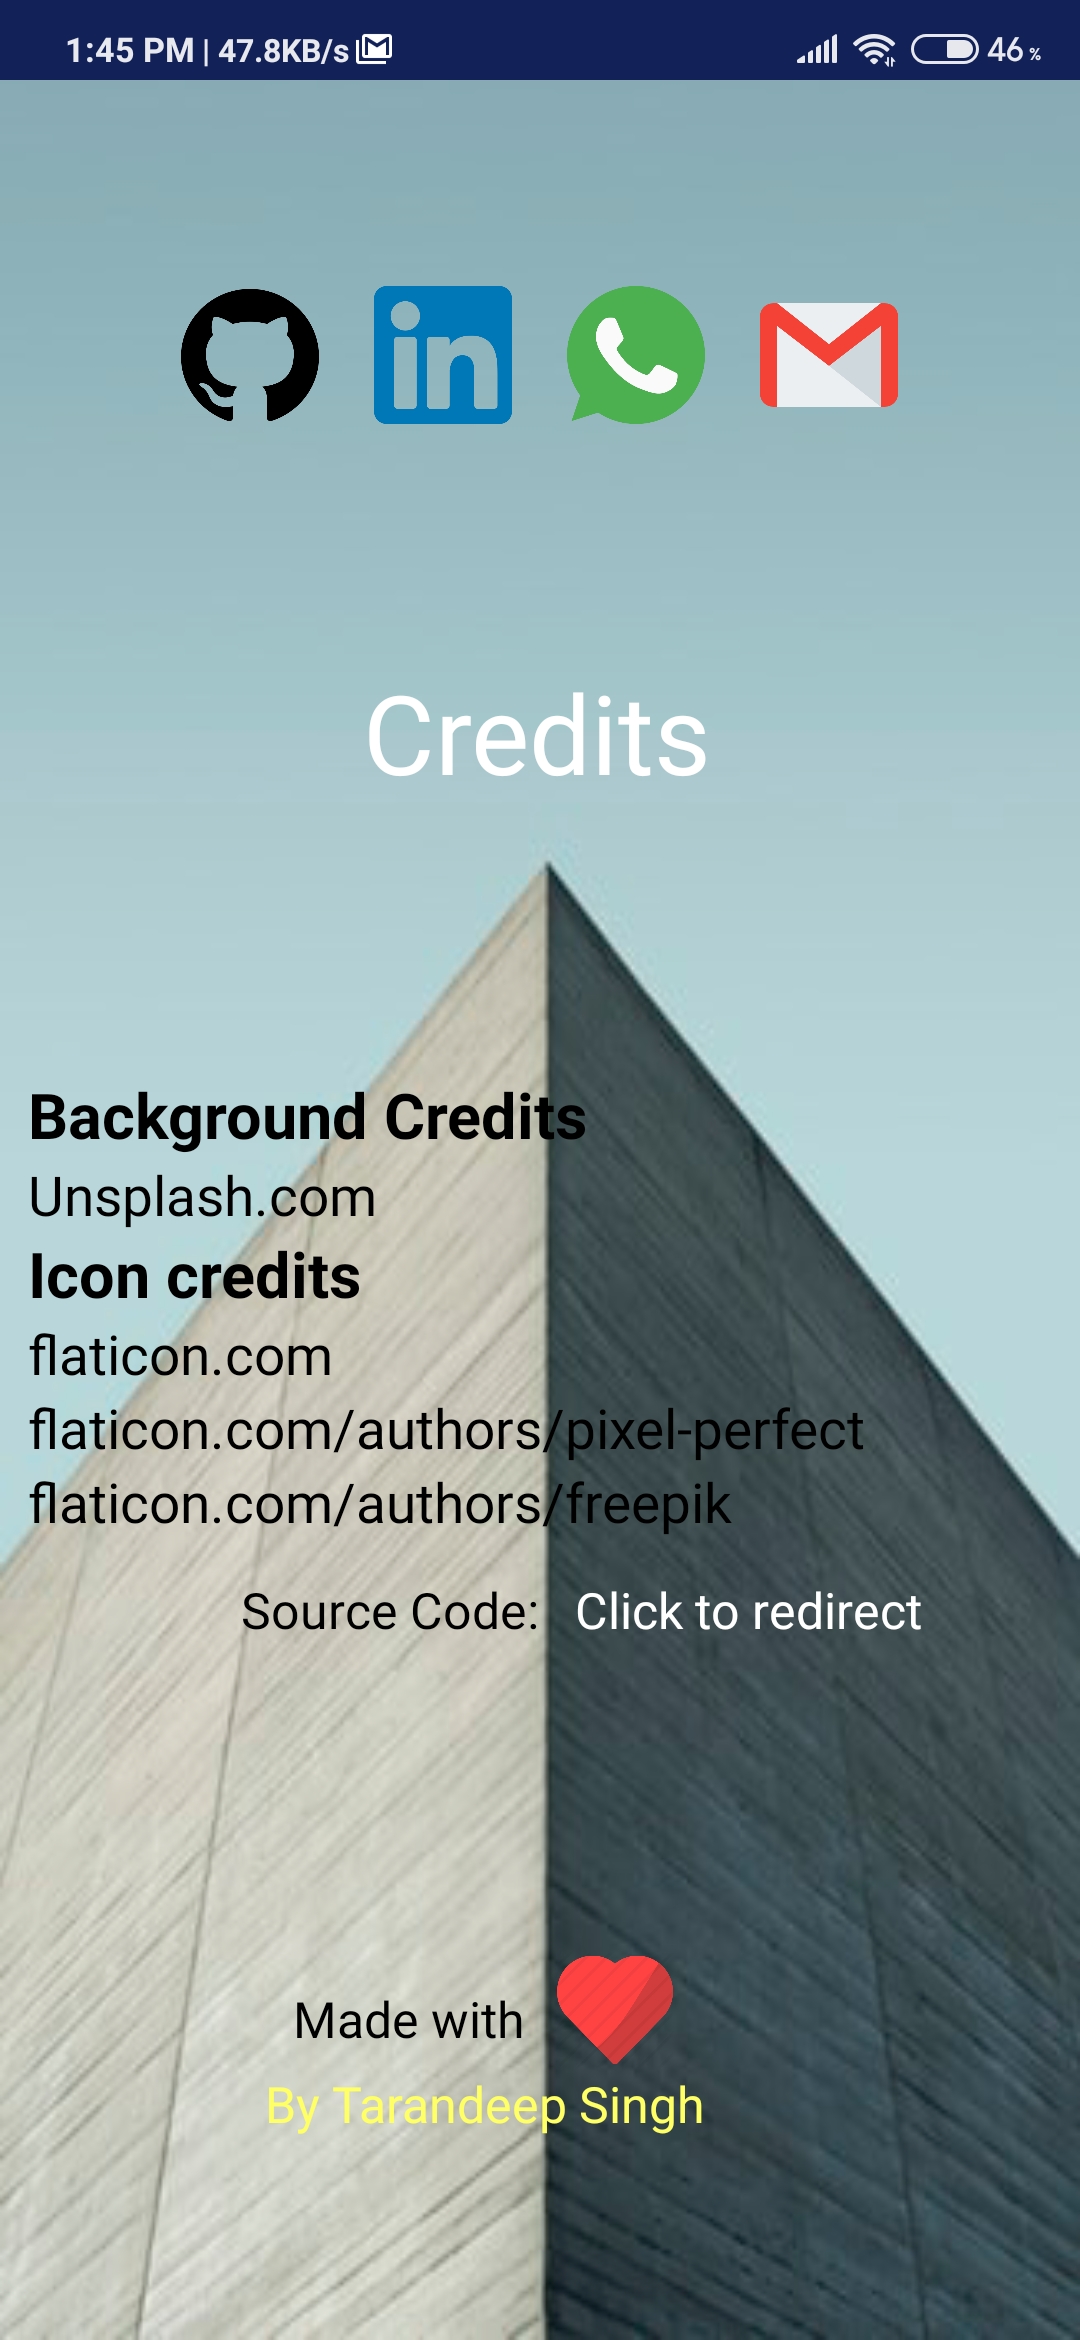 1:45 PM | 47.8KB/s 46 %
in
Credits
Background Credits
Unsplash.com
Icon credits
flaticon.com
flaticon.com/authors/pixel-perfect
flaticon.com/authors/freepik
Source Code: Click to redirect
Made with
By Tarandeep Singh